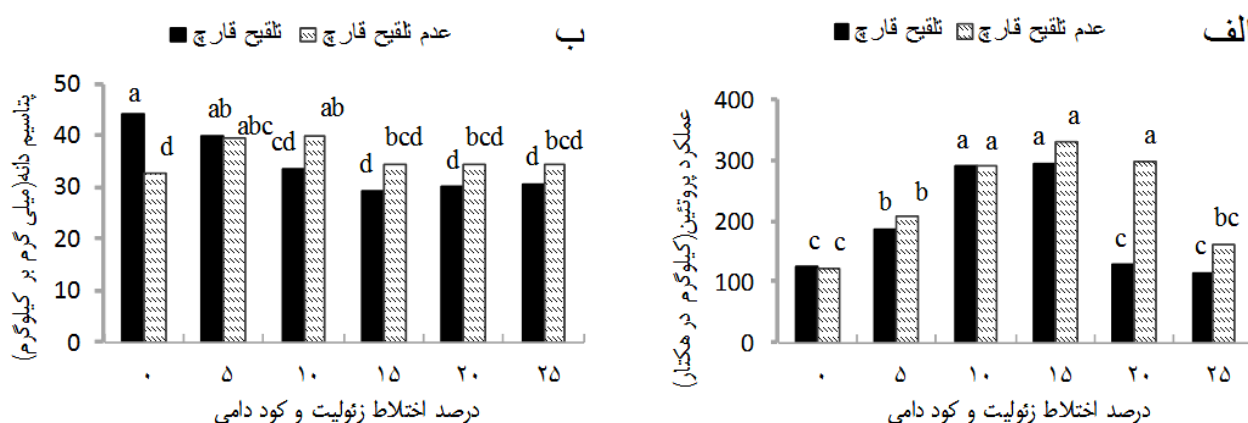 الف
تلقیح قارچ عدم تلقیح قارچ
عملکرد پروتئین(کیلوگرم در هکتار)
400
300
200
100
0
c c b b a a a a c a c bc
۰ ۵ ۱۰ ۱۵ ۲۰ ۲۵
درصد اختلاط زئولیت و کود دامی
ب
تلقیح قارچ عدم تلقیح قارچ
پتاسیم دانه(میلی گرم بر کیلوگرم)
50
40
30
20
10
0
a d ab abc cd ab d bcd d bcd d bcd
۰ ۵ ۱۰ ۱۵ ۲۰ ۲۵
درصد اختلاط زئولیت و کود دامی